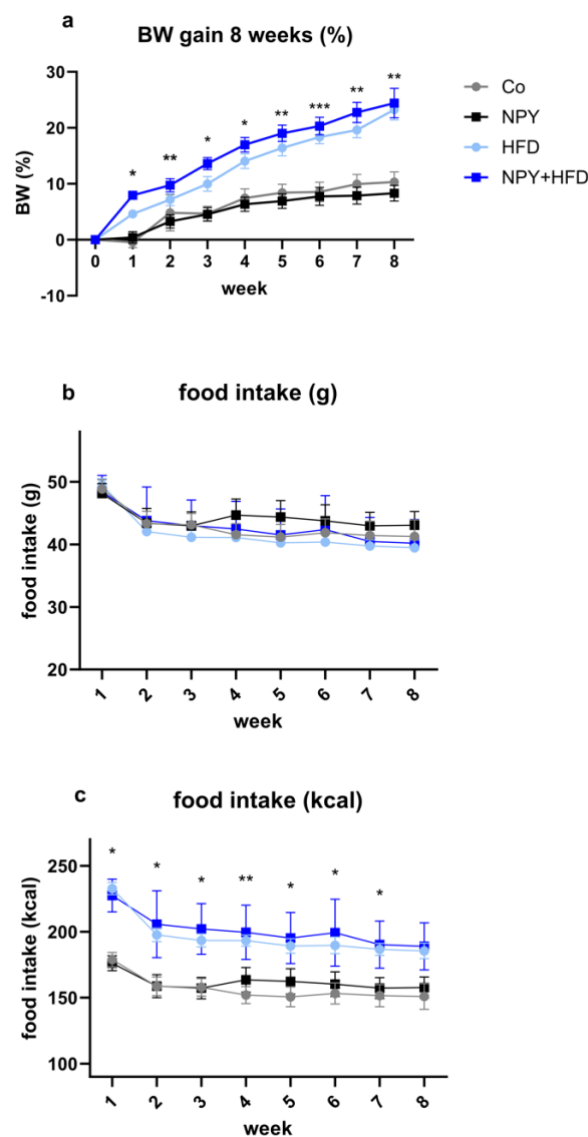 a
BW gain 8 weeks (%)
30
20
10
0
-10
BW (%)
* ** * * ** *** ** **
0 1 2 3 4 5 6 7 8
week
Co
NPY
HFD
NPY+HFD
b
food intake (g)
50
40
30
20
food intake (g)
1 2 3 4 5 6 7 8
week
c
food intake (kcal)
250
200
150
100
food intake (kcal)
* * * ** * * *
1 2 3 4 5 6 7 8
week